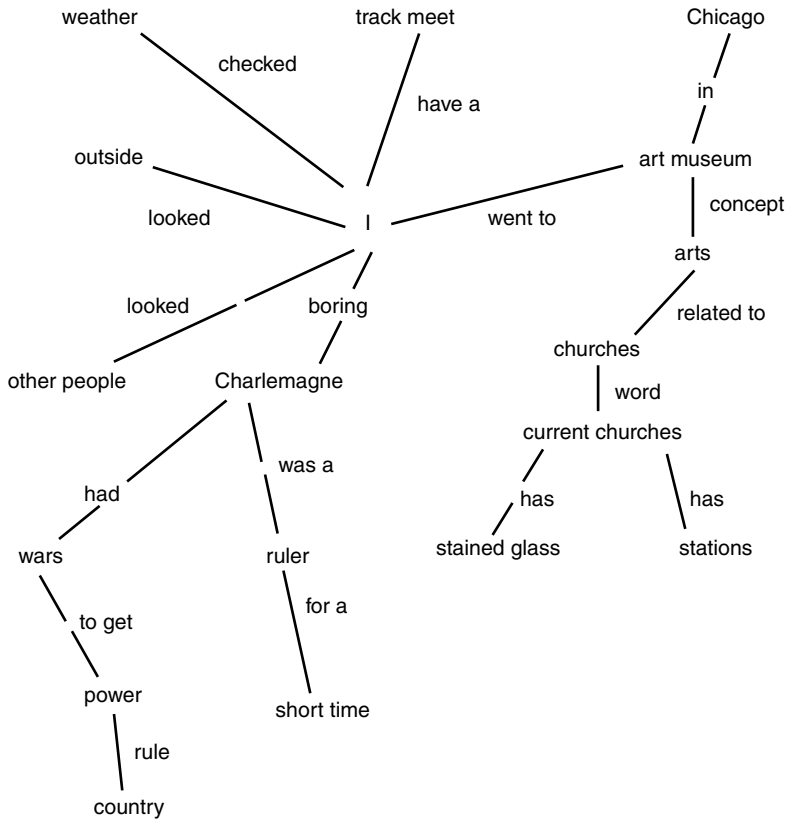 weather
track meet
Chicago
checked
in
have a
outside
art museum
looked
I
went to
concept
arts
looked
boring
related to
churches
other people
Charlemagne
word
current churches
was a
had
has
has
wars
ruler
stained glass
stations
for a
to get
power
short time
rule
country